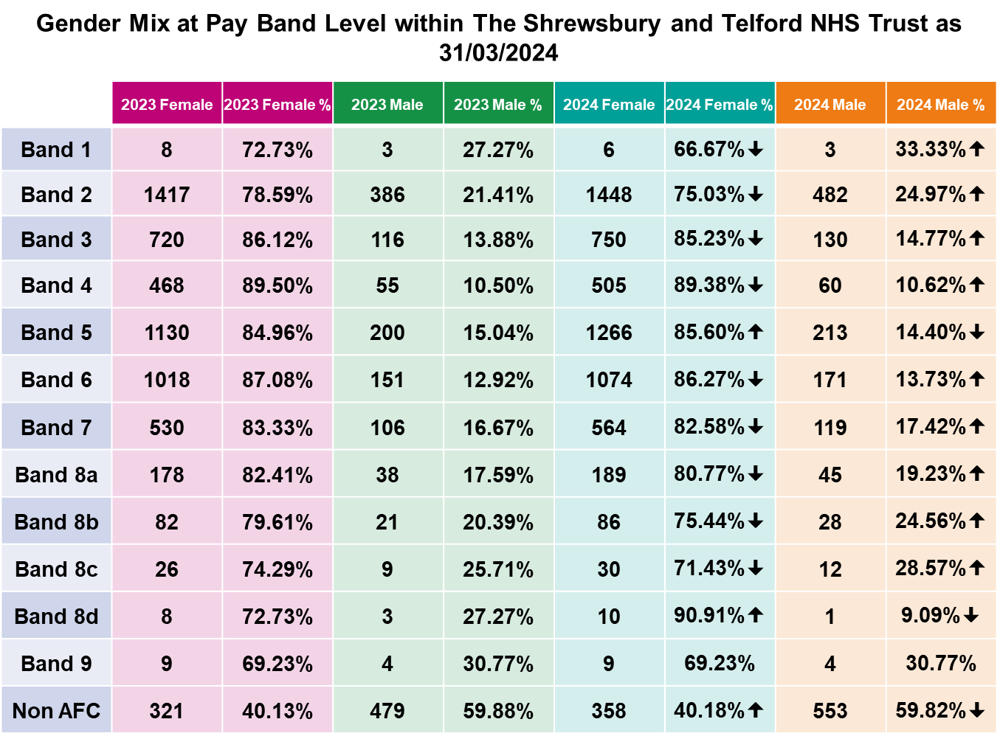 Gender Mix at Pay Band Level within The Shrewsbury and Telford NHS Trust as
31/03/2024
2023 Female 2023 Female % 2023 Male 2023 Male % 2024 Female 2024 Female % 2024 Male 2024 Male %
Band 1 8 72.73% 3 27.27% 6 66.67%🡇 3 33.33%🡅
Band 2 1417 78.59% 386 21.41% 1448 75.03%🡇 482 24.97%🡅
Band 3 720 86.12% 116 13.88% 750 85.23%🡇 130 14.77%🡅
Band 4 468 89.50% 55 10.50% 505 89.38%🡇 60 10.62%🡅
Band 5 1130 84.96% 200 15.04% 1266 85.60%🡅 213 14.40%🡇
Band 6 1018 87.08% 151 12.92% 1074 86.27%🡇 171 13.73%🡅
Band 7 530 83.33% 106 16.67% 564 82.58%🡇 119 17.42%🡅
Band 8a 178 82.41% 38 17.59% 189 80.77%🡇 45 19.23%🡅
Band 8b 82 79.61% 21 20.39% 86 75.44%🡇 28 24.56%🡅
Band 8c 26 74.29% 9 25.71% 30 71.43%🡇 12 28.57%🡅
Band 8d 8 72.73% 3 27.27% 10 90.91%🡅 1 9.09%🡇
Band 9 9 69.23% 4 30.77% 9 69.23% 4 30.77%
Non AFC 321 40.13% 479 59.88% 358 40.18%🡅 553 59.82%🡇